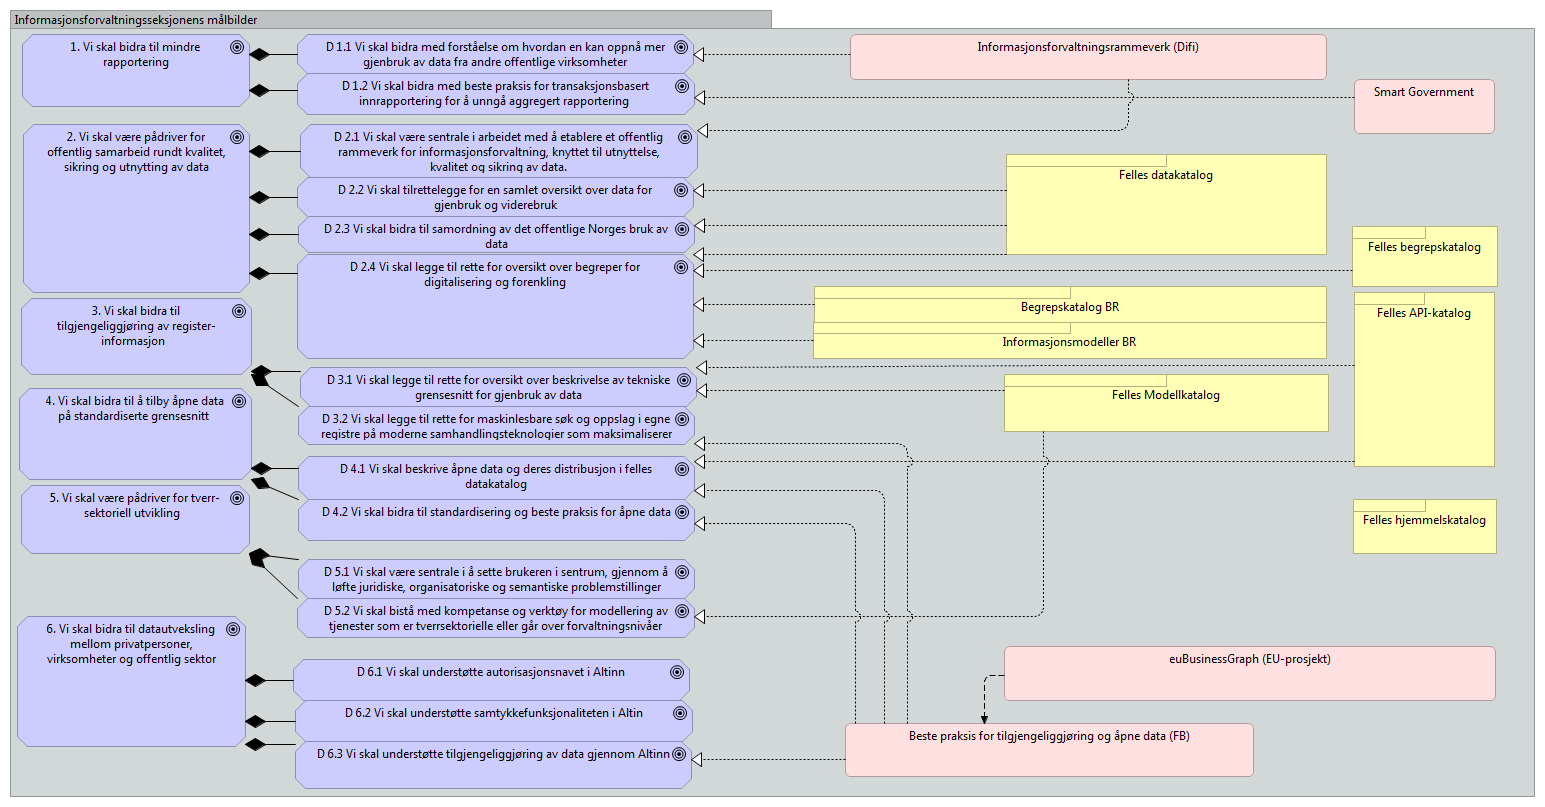 Informasjonsforvaltningsseksjonens målbilder
1. Vi skal bidra til mindre
rapportering
D 1.1 Vi skal bidra med forståelse om hvordan en kan oppnå mer
gjenbruk av data fra andre offentlige virksomheter
D 1.2 Vi skal bidra med beste praksis for transaksjonsbasert
innrapportering for å unngå aggregert rapportering
Informasjonsforvaltningsrammeverk (Difi)
Smart Government
2. Vi skal være pådriver for
offentlig samarbeid rundt kvalitet,
sikring og utnytting av data
D 2.1 Vi skal være sentrale i arbeidet med å etablere et offentlig
rammeverk for informasjonsforvaltning, knyttet til utnyttelse,
kvalitet og sikring av data.
D 2.2 Vi skal tilrettelegge for en samlet oversikt over data for
gjenbruk og viderebruk
D 2.3 Vi skal bidra til samordning av det offentlige Norges bruk av
data
D 2.4 Vi skal legge til rette for oversikt over begreper for
digitalisering og forenkling
Felles datakatalog
Felles begrepskatalog
Begrepskatalog BR
Informasjonsmodeller BR
Felles API-katalog
3. Vi skal bidra til
tilgjengeliggjøring av register-
informasjon
D 3.1 Vi skal legge til rette for oversikt over beskrivelse av tekniske
grensesnitt for gjenbruk av data
D 3.2 Vi skal legge til rette for maskinlesbare søk og oppslag i egne
registre på moderne samhandlingsteknologier som maksimaliserer
Felles Modellkatalog
4. Vi skal bidra til å tilby åpne data
på standardiserte grensesnitt
D 4.1 Vi skal beskrive åpne data og deres distribusjon i felles
datakatalog
D 4.2 Vi skal bidra til standardisering og beste praksis for åpne data
Felles hjemmelskatalog
5. Vi skal være pådriver for tverr-
sektoriell utvikling
D 5.1 Vi skal være sentrale i å sette brukeren i sentrum, gjennom å
løfte juridiske, organisatoriske og semantiske problemstillinger
D 5.2 Vi skal bistå med kompetanse og verktøy for modellering av
tjenester som er tverrsektorielle eller går over forvaltningsnivåer
6. Vi skal bidra til datautveksling
mellom privatpersoner,
virksomheter og offentlig sektor
D 6.1 Vi skal understøtte autorisasjonsnavet i Altinn
D 6.2 Vi skal understøtte samtykkefunksjonaliteten i Altin
D 6.3 Vi skal understøtte tilgjengeliggjøring av data gjennom Altinn
euBusinessGraph (EU-prosjekt)
Beste praksis for tilgjengeliggjøring og åpne data (FB)